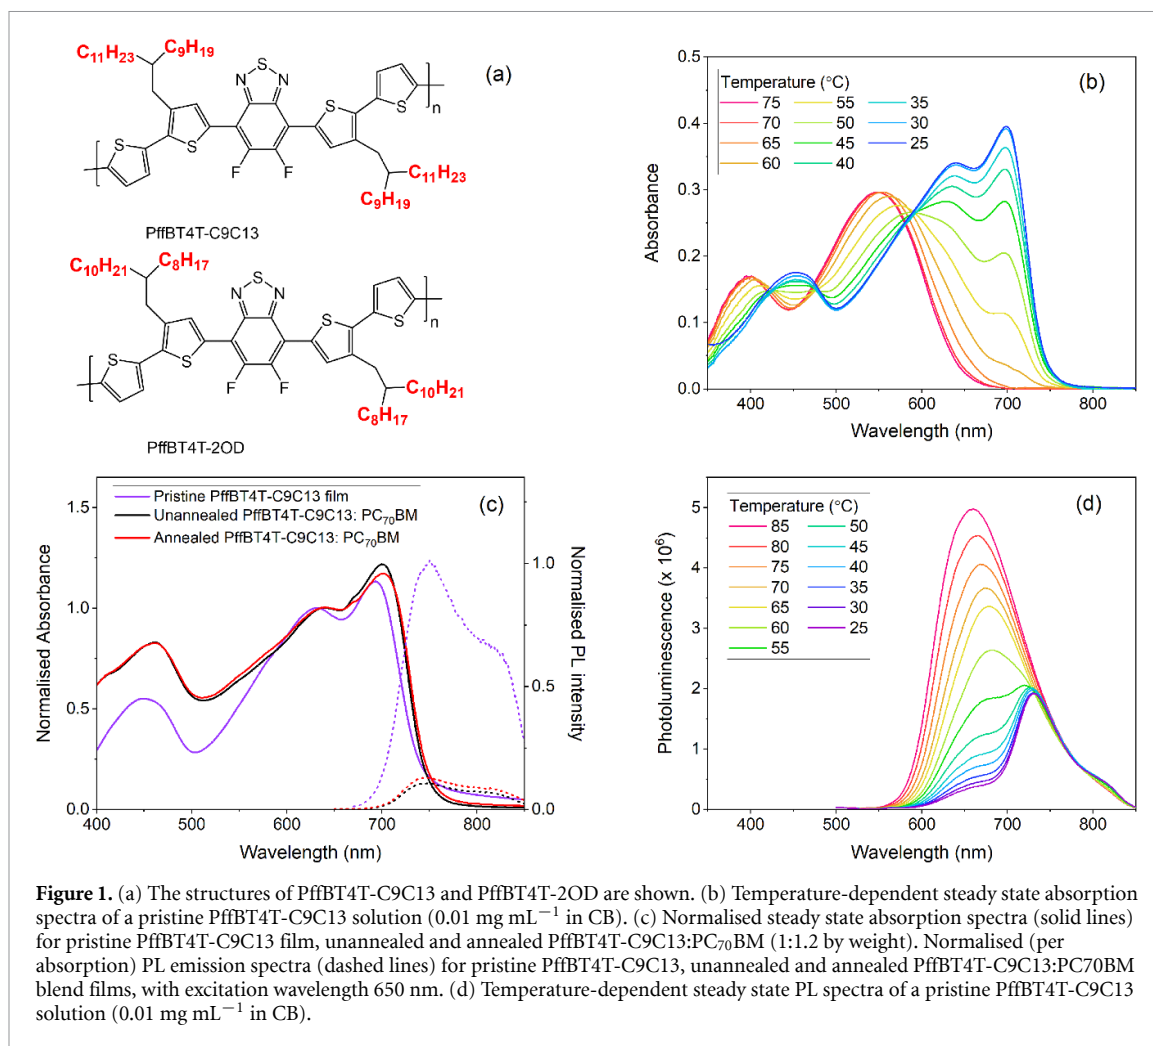 (a)
C11H23 C9H19
N S N
S
S
F F
S
S
n
C11H23
C9H19
PffBT4T-C9C13
C10H21 C8H17
N S N
S
S
F F
S
S
n
C10H21
C8H17
PffBT4T-2OD
(b)
Temperature (°C)
75 55 35
70 50 30
65 45 25
60 40
0.5
0.4
0.3
0.2
0.1
0.0
Absorbance
400 500 600 700 800
Wavelength (nm)
(c)
Pristine PffBT4T-C9C13 film
Unannealed PffBT4T-C9C13: PC70BM
Annealed PffBT4T-C9C13: PC70BM
1.5
1.0
0.5
0.0
Normalised Absorbance
1.0
0.5
0.0
Normalised PL intensity
400 500 600 700 800
Wavelength (nm)
(d)
Temperature (°C)
85 50
80 45
75 40
70 35
65 30
60 25
55
5
4
3
2
1
0
Photoluminescence (x 10⁶)
400 500 600 700 800
Wavelength (nm)
Figure 1. (a) The structures of PffBT4T-C9C13 and PffBT4T-2OD are shown. (b) Temperature-dependent steady state absorption
spectra of a pristine PffBT4T-C9C13 solution (0.01 mg mL⁻¹ in CB). (c) Normalised steady state absorption spectra (solid lines)
for pristine PffBT4T-C9C13 film, unannealed and annealed PffBT4T-C9C13:PC₇₀BM (1:1.2 by weight). Normalised (per
absorption) PL emission spectra (dashed lines) for pristine PffBT4T-C9C13, unannealed and annealed PffBT4T-C9C13:PC70BM
blend films, with excitation wavelength 650 nm. (d) Temperature-dependent steady state PL spectra of a pristine PffBT4T-C9C13
solution (0.01 mg mL⁻¹ in CB).